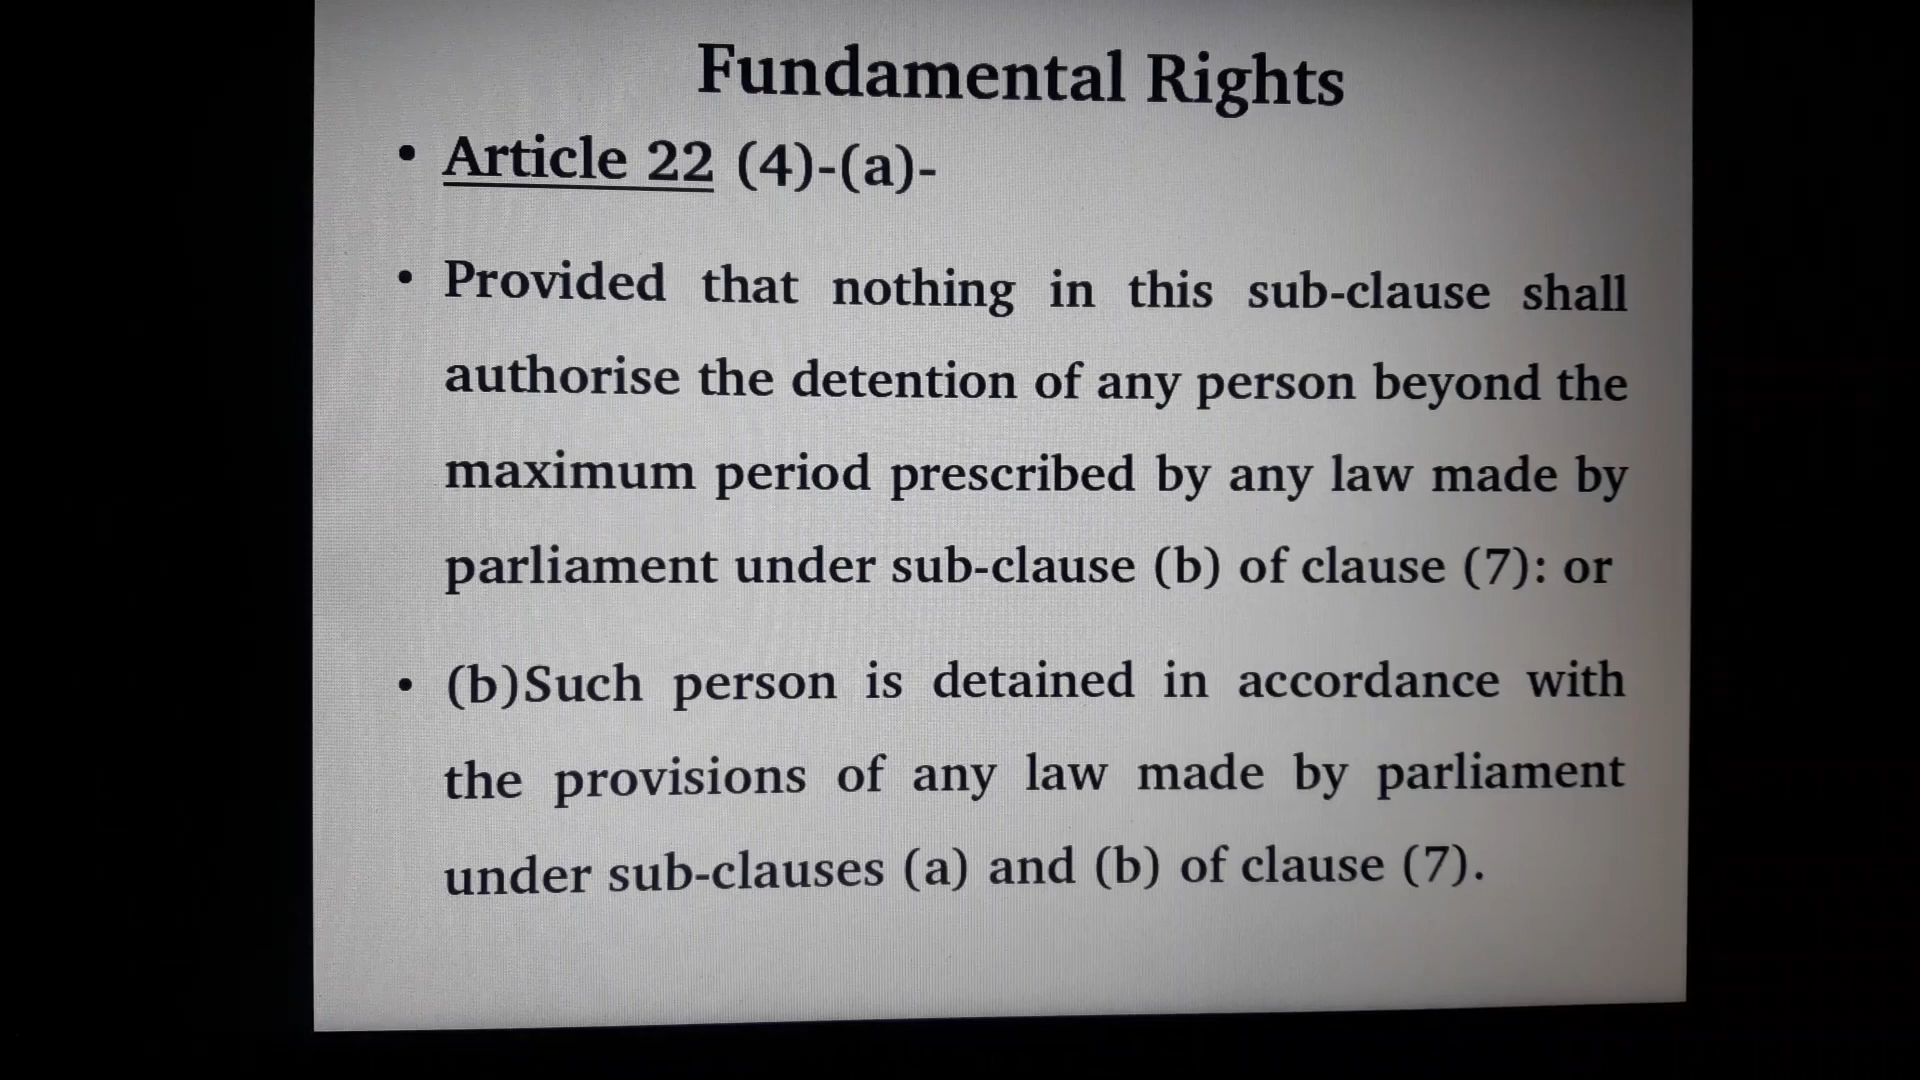 Fundamental Rights
• Article 22 (4)-(a)-
• Provided that nothing in this sub-clause shall
authorise the detention of any person beyond the
maximum period prescribed by any law made by
parliament under sub-clause (b) of clause (7): or
• (b)Such person is detained in accordance with
the provisions of any law made by parliament
under sub-clauses (a) and (b) of clause (7).